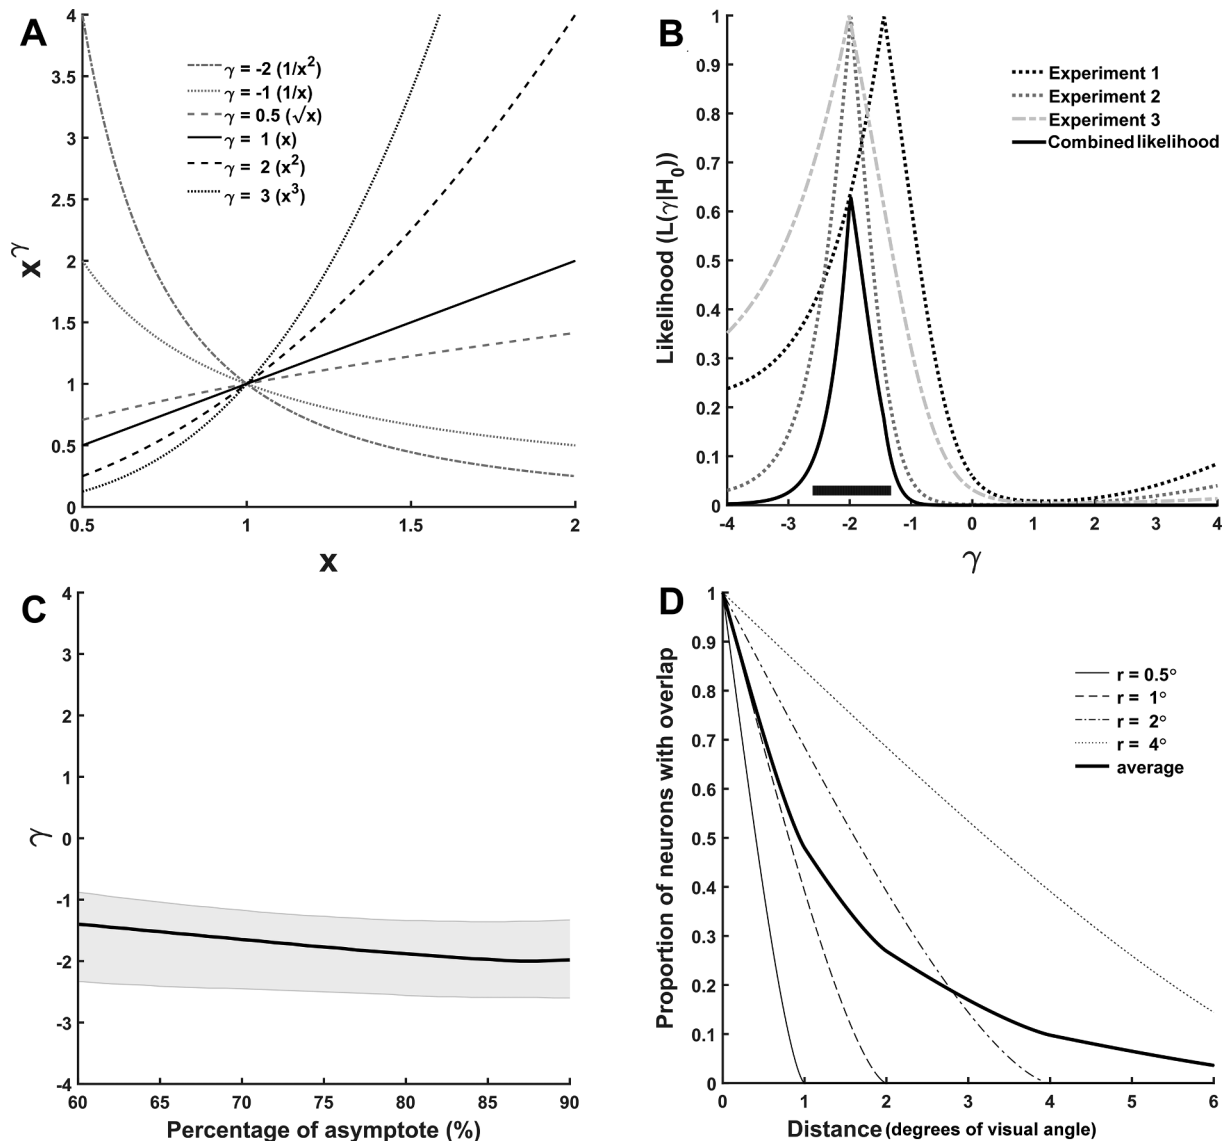 A
4
3.5
3
2.5
2
1.5
1
0.5
0
0.5
1
1.5
2
x^γ
x
γ = -2 (1/x²)
γ = -1 (1/x)
γ = 0.5 (√x)
γ = 1 (x)
γ = 2 (x²)
γ = 3 (x³)
B
1
0.9
0.8
0.7
0.6
0.5
0.4
0.3
0.2
0.1
0
-4
-3
-2
-1
0
1
2
3
4
Likelihood (L(γ|H₀))
γ
Experiment 1
Experiment 2
Experiment 3
Combined likelihood
C
4
3
2
1
0
-1
-2
-3
-4
60
65
70
75
80
85
90
γ
Percentage of asymptote (%)
D
1
0.9
0.8
0.7
0.6
0.5
0.4
0.3
0.2
0.1
0
0
1
2
3
4
5
6
Proportion of neurons with overlap
Distance (degrees of visual angle)
r = 0.5°
r = 1°
r = 2°
r = 4°
average